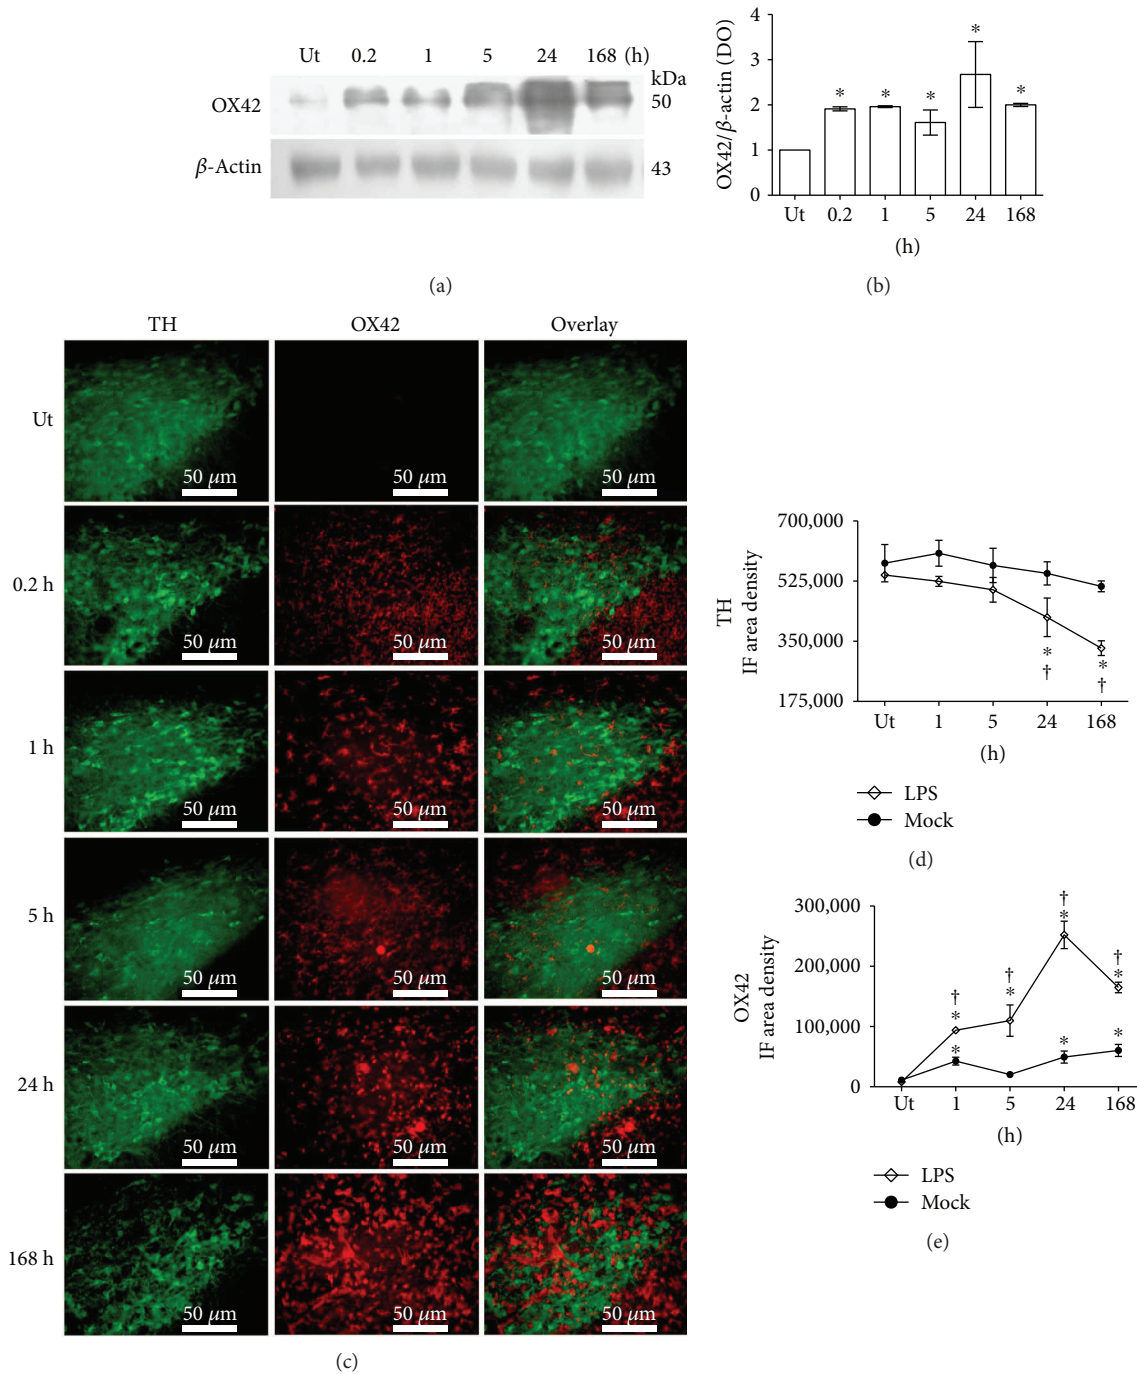 Ut 0.2 1 5 24 168 (h)
kDa
OX42 50
β-Actin 43
(a)
4
3
2
1
0
OX42/β-actin (DO)
* * * * *
Ut 0.2 1 5 24 168
(h)
(b)
TH OX42 Overlay
Ut
50 µm 50 µm 50 µm
0.2 h
50 µm 50 µm 50 µm
1 h
50 µm 50 µm 50 µm
5 h
50 µm 50 µm 50 µm
24 h
50 µm 50 µm 50 µm
168 h
50 µm 50 µm 50 µm
(c)
TH
IF area density
700,000
525,000
350,000
175,000
* *
† †
Ut 1 5 24 168
(h)
LPS
Mock
(d)
OX42
IF area density
300,000
200,000
100,000
0
† † † †
* * * *
* * *
Ut 1 5 24 168
(h)
LPS
Mock
(e)